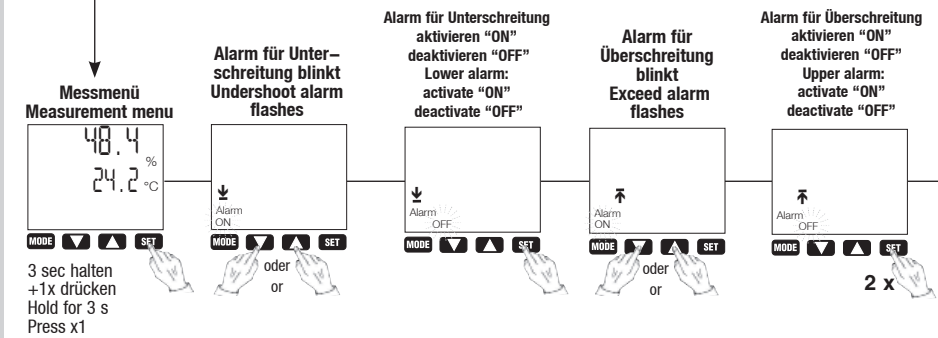 Messmenü
Measurement menu
48.4
%
24.2 °C
MODE SET
3 sec halten
+1x drücken
Hold for 3 s
Press x1
Alarm für Unter–
schreitung blinkt
Undershoot alarm
flashes
Alarm
ON
MODE SET
oder
or
Alarm für Unterschreitung
aktivieren “ON”
deaktivieren “OFF”
Lower alarm:
activate “ON”
deactivate “OFF”
Alarm
OFF
MODE SET
Alarm für
Überschreitung
blinkt
Exceed alarm
flashes
Alarm
ON
MODE SET
oder
or
Alarm für Überschreitung
aktivieren “ON”
deaktivieren “OFF”
Upper alarm:
activate “ON”
deactivate “OFF”
Alarm
OFF
MODE SET
2 x